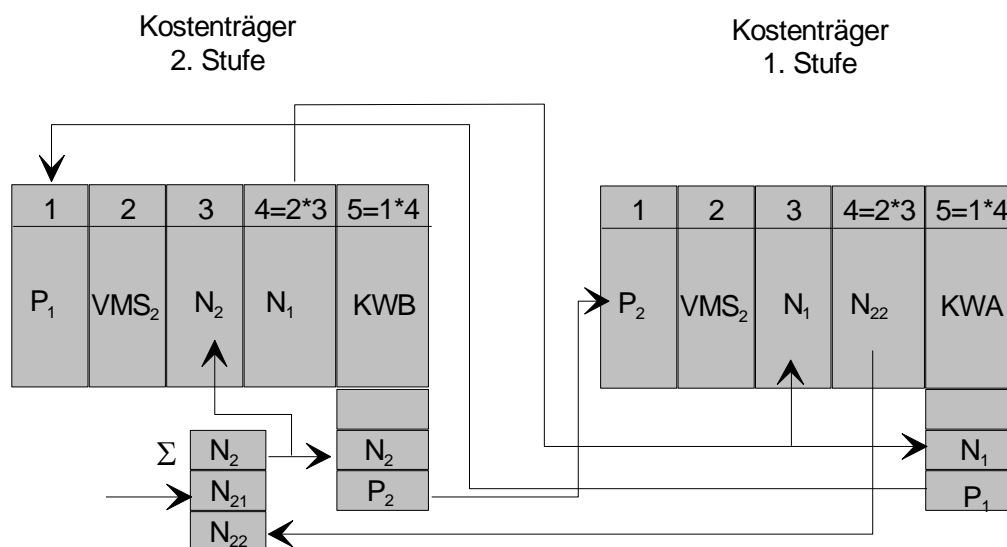 Kostenträger
2. Stufe
Kostenträger
1. Stufe
1 2 3 4=2*3 5=1*4
P₁ VMS₂ N₂ N₁ KWB
1 2 3 4=2*3 5=1*4
P₂ VMS₂ N₁ N₂₂ KWA
Σ N₂
N₂₁
N₂₂
N₂
P₂
N₁
P₁